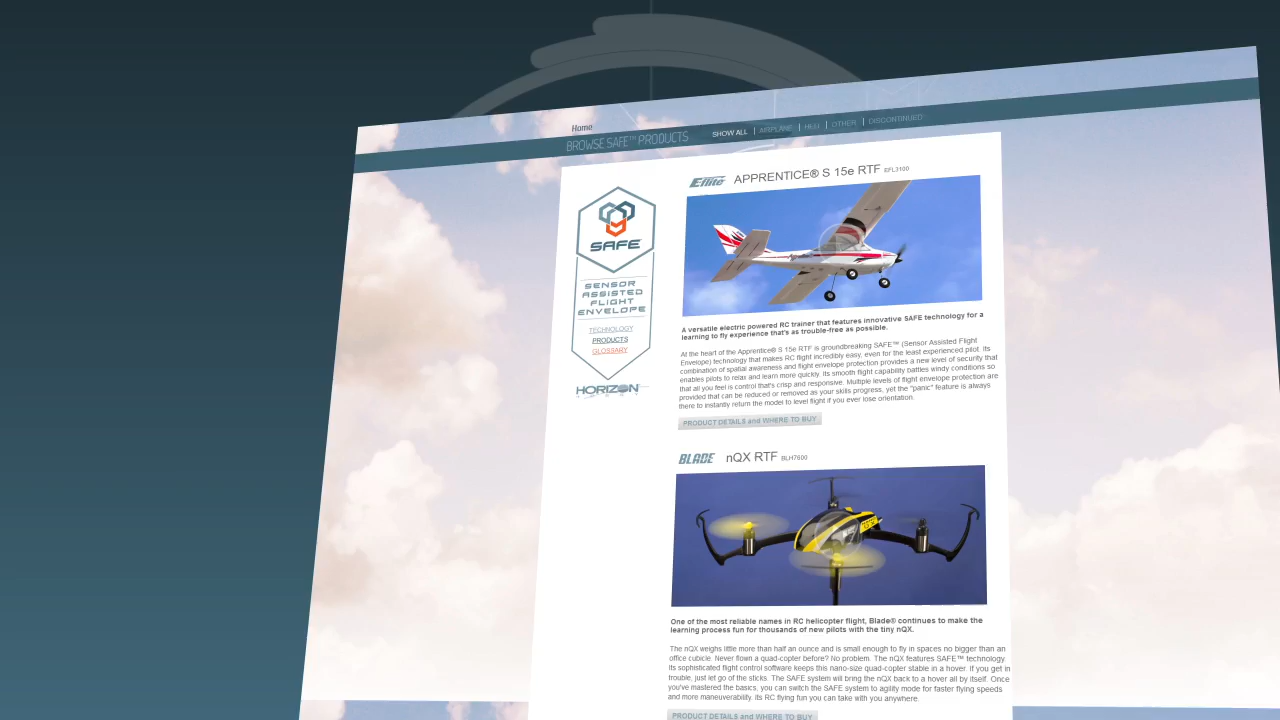 Home
BROWSE SAFE™ PRODUCTS
SHOW ALL | AIRPLANE | HELI | OTHER | DISCONTINUED
SAFE
SENSOR
ASSISTED
FLIGHT
ENVELOPE
TECHNOLOGY
PRODUCTS
GLOSSARY
HORIZON
HOBBY
E-flite APPRENTICE® S 15e RTF EFL3100
A versatile electric powered RC trainer that features innovative SAFE technology for a
learning to fly experience that's as trouble-free as possible.
At the heart of the Apprentice® S 15e RTF is groundbreaking SAFE™ (Sensor Assisted Flight
Envelope) technology that makes RC flight incredibly easy, even for the least experienced pilot. Its
combination of spatial awareness and flight envelope protection provides a new level of security that
enables pilots to relax and learn more quickly. Its smooth flight capability battles windy conditions so
that all you feel is control that's crisp and responsive. Multiple levels of flight envelope protection are
provided that can be reduced or removed as your skills progress, yet the "panic" feature is always
there to instantly return the model to level flight if you ever lose orientation.
PRODUCT DETAILS and WHERE TO BUY
BLADE nQX RTF BLH7600
One of the most reliable names in RC helicopter flight, Blade® continues to make the
learning process fun for thousands of new pilots with the tiny nQX.
The nQX weighs little more than half an ounce and is small enough to fly in spaces no bigger than an
office cubicle. Never flown a quad-copter before? No problem. The nQX features SAFE™ technology.
Its sophisticated flight control software keeps this nano-size quad-copter stable in a hover. If you get in
trouble, just let go of the sticks. The SAFE system will bring the nQX back to a hover all by itself. Once
you've mastered the basics, you can switch the SAFE system to agility mode for faster flying speeds
and more maneuverability. Its RC flying fun you can take with you anywhere.
PRODUCT DETAILS and WHERE TO BUY